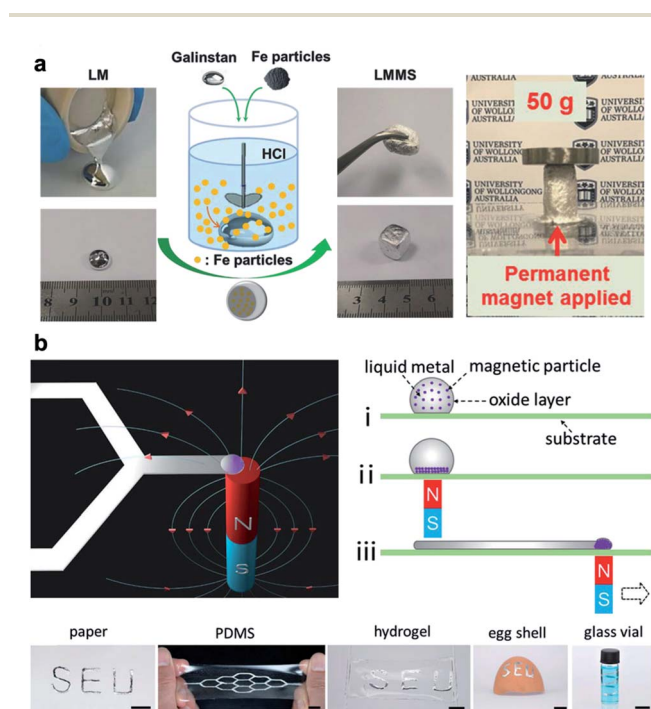 a
LM
Galinstan Fe particles
HCl
: Fe particles
8 9 10 11 12
LMMS
3 4 5 6
50 g
UNIVERSITY
OF WOLLONGONG
AUSTRALIA
Permanent
magnet applied
b
N
S
liquid metal
magnetic particle
oxide layer
i
substrate
ii
N
S
iii
N
S
paper
PDMS
hydrogel
egg shell
glass vial
SEU
SEU
SEU